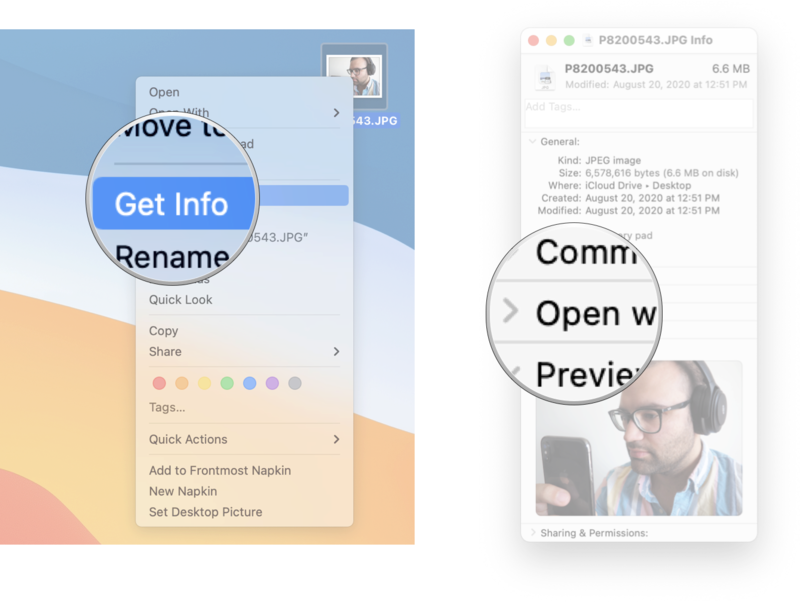 Open
Open With
Move to
ad
543.JPG
Get Info
Rename
0543.JPG”
Quick Look
Copy
Share
Tags...
Quick Actions
Add to Frontmost Napkin
New Napkin
Set Desktop Picture
P8200543.JPG Info
P8200543.JPG 6.6 MB
Modified: August 20, 2020 at 12:51 PM
Add Tags...
General:
Kind: JPEG image
Size: 6,578,616 bytes (6.6 MB on disk)
Where: iCloud Drive • Desktop
Created: August 20, 2020 at 12:51 PM
Modified: August 20, 2020 at 12:51 PM
pad
Comm
Open w
Previe
Sharing & Permissions: